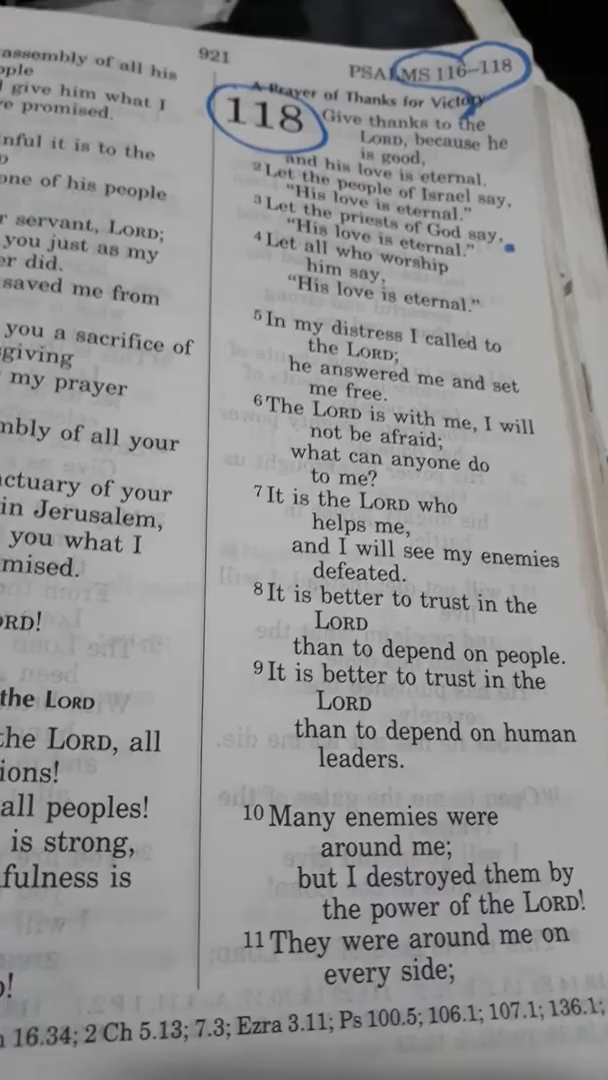 921
PSALMS 116–118
assembly of all his
ople
I give him what I
ve promised.
nful it is to the
one of his people
r servant, LORD;
you just as my
er did.
saved me from
you a sacrifice of
giving
my prayer
mbly of all your
ctuary of your
in Jerusalem,
you what I
mised.
ORD!
the LORD
the LORD, all
ions!
all peoples!
is strong,
fulness is
!
A Prayer of Thanks for Victory
118 Give thanks to the
LORD, because he
is good,
and his love is eternal.
2 Let the people of Israel say,
"His love is eternal."
3 Let the priests of God say,
"His love is eternal."
4 Let all who worship
him say,
"His love is eternal."
5 In my distress I called to
the LORD;
he answered me and set
me free.
6 The LORD is with me, I will
not be afraid;
what can anyone do
to me?
7 It is the LORD who
helps me,
and I will see my enemies
defeated.
8 It is better to trust in the
LORD
than to depend on people.
9 It is better to trust in the
LORD
than to depend on human
leaders.
10 Many enemies were
around me;
but I destroyed them by
the power of the LORD!
11 They were around me on
every side;
16.34; 2 Ch 5.13; 7.3; Ezra 3.11; Ps 100.5; 106.1; 107.1; 136.1;